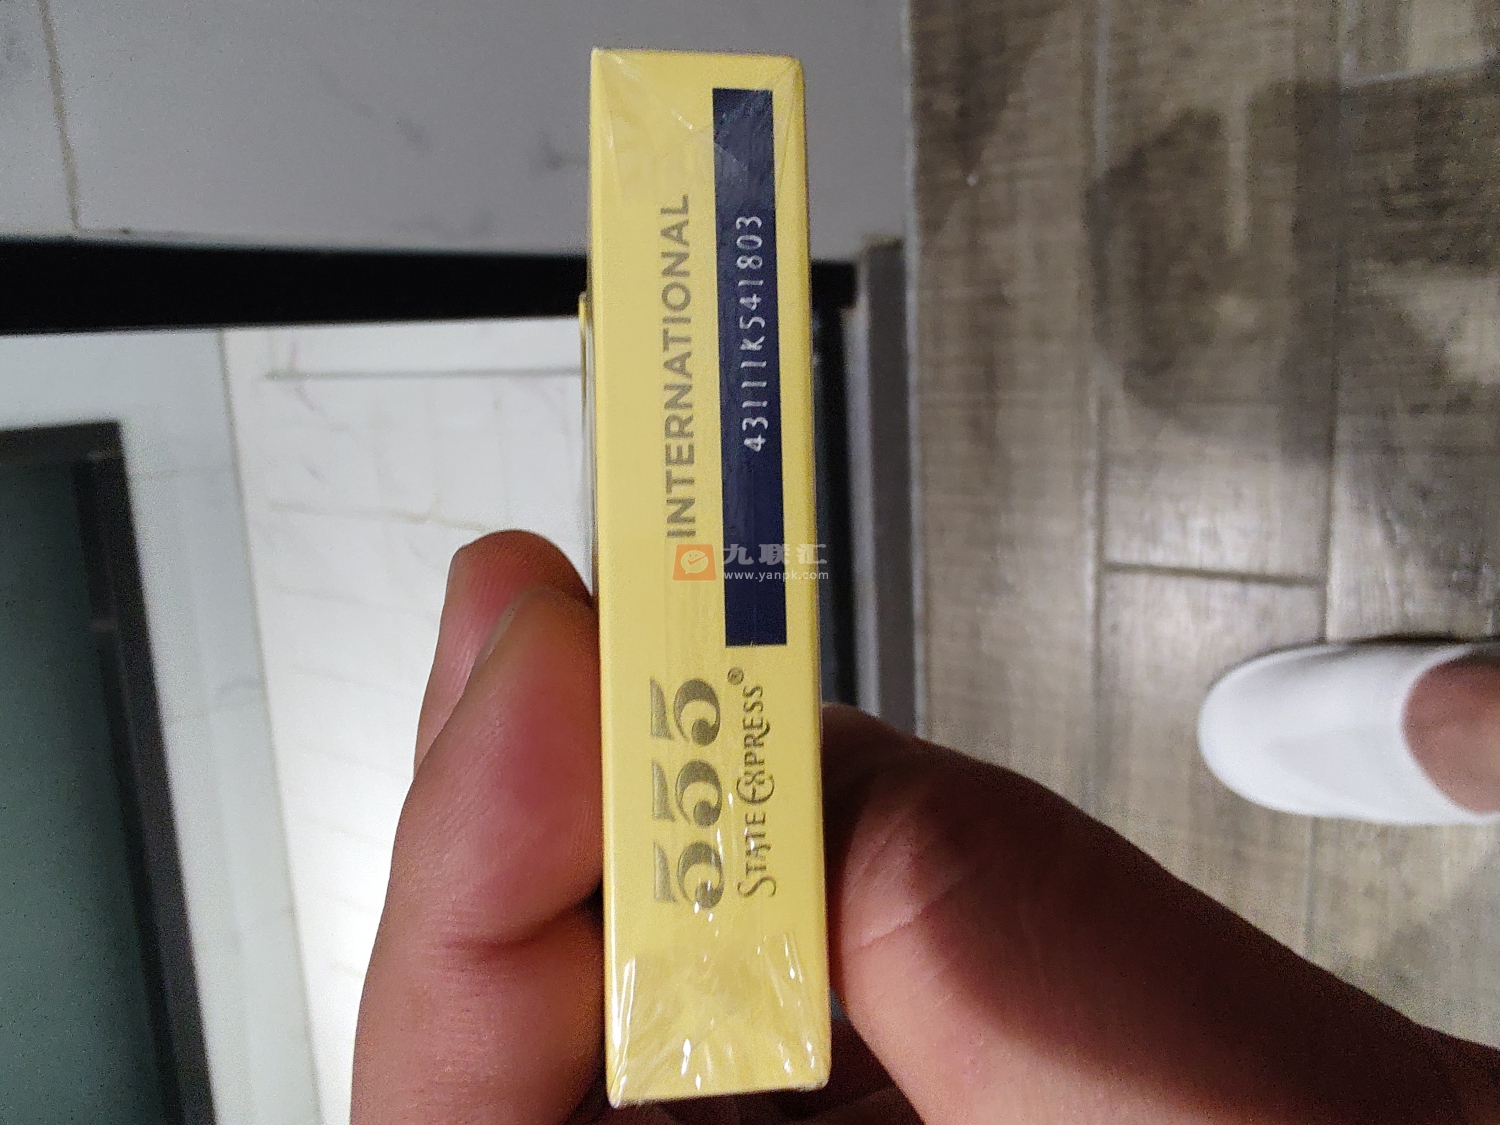 555
STATE EXPRESS®
INTERNATIONAL
43111K541803
九联汇
www.yanpk.com